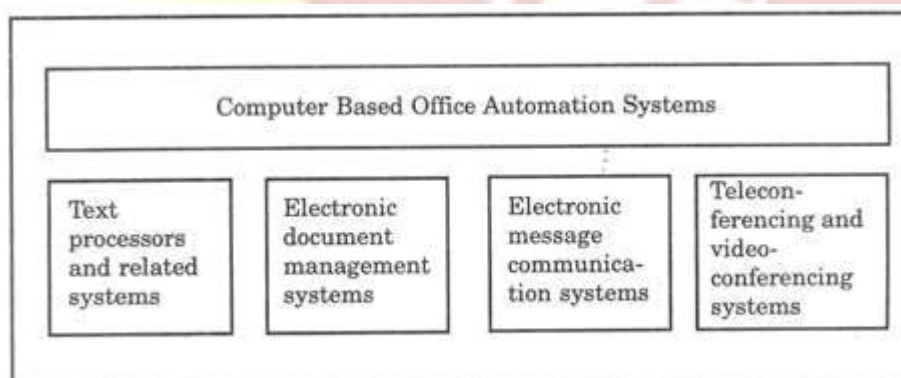 Computer Based Office Automation Systems
Text
processors
and related
systems
Electronic
document
management
systems
Electronic
message
communica-
tion systems
Telecon-
ferencing and
video-
conferencing
systems